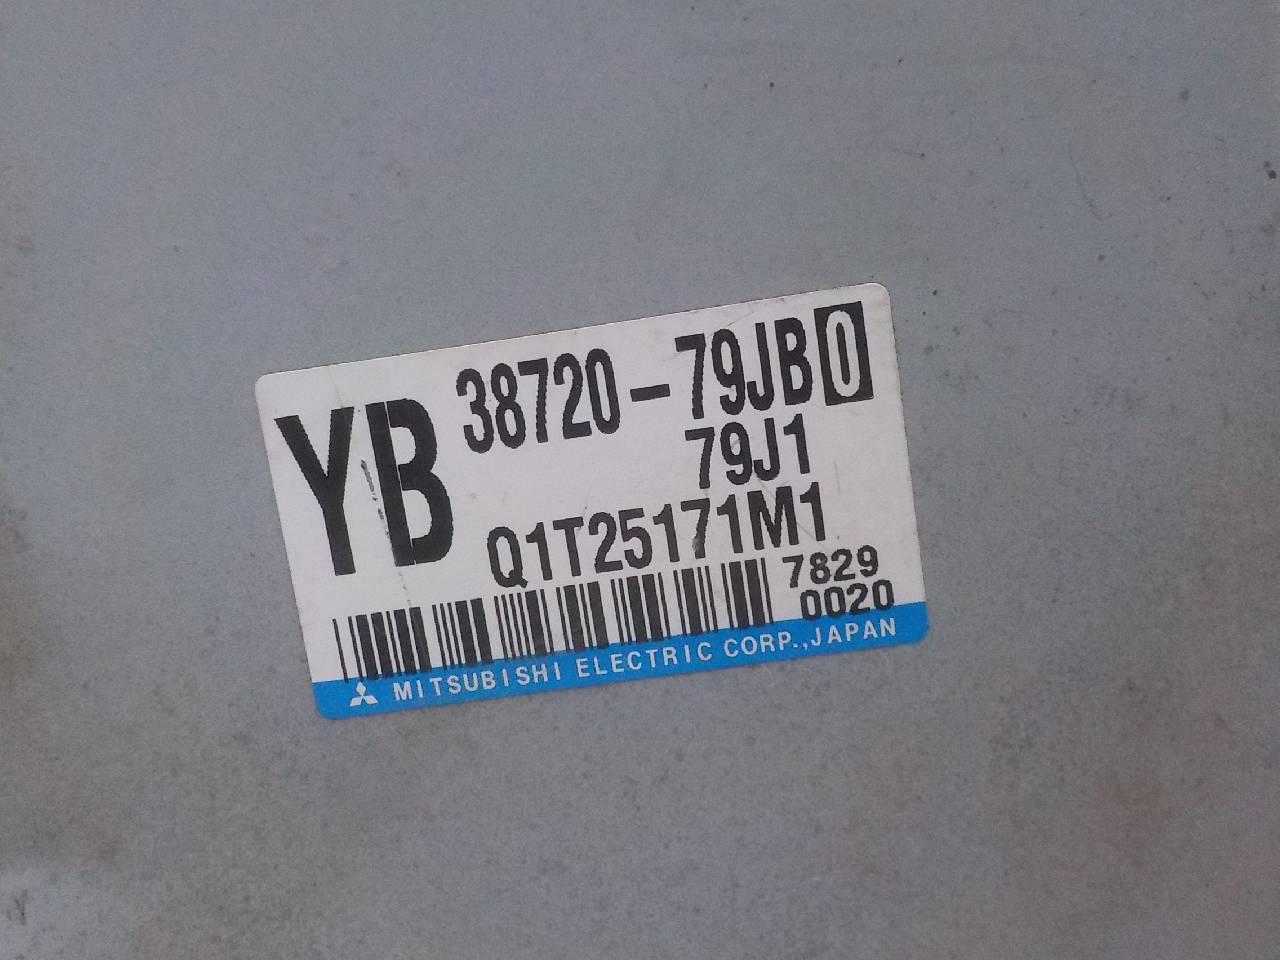 YB
38720-79JB0
79J1
Q1T25171M1
7829
0020
MITSUBISHI ELECTRIC CORP.,JAPAN